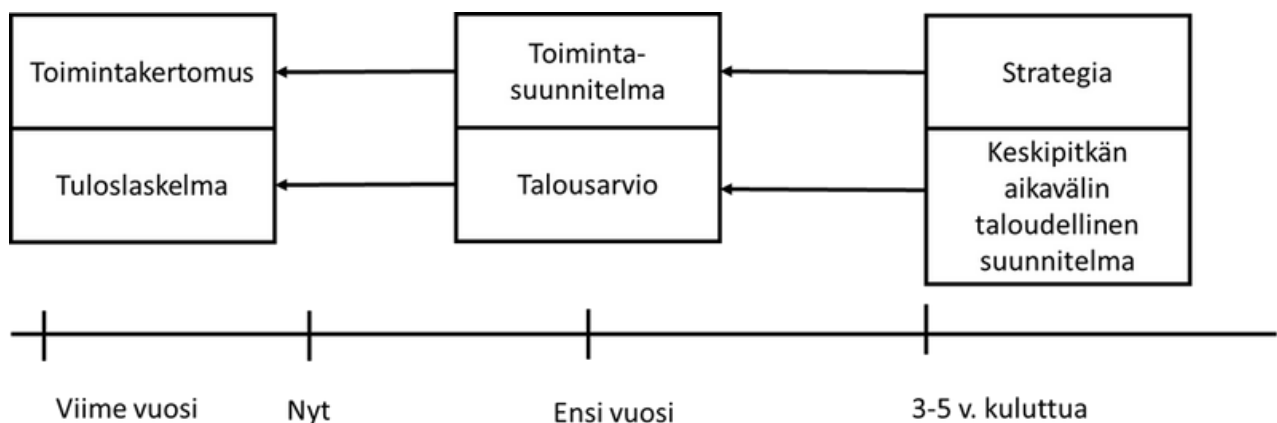 Toimintakertomus
Tuloslaskelma
Toiminta-
suunnitelma
Talousarvio
Strategia
Keskipitkän
aikavälin
taloudellinen
suunnitelma
Viime vuosi
Nyt
Ensi vuosi
3-5 v. kuluttua